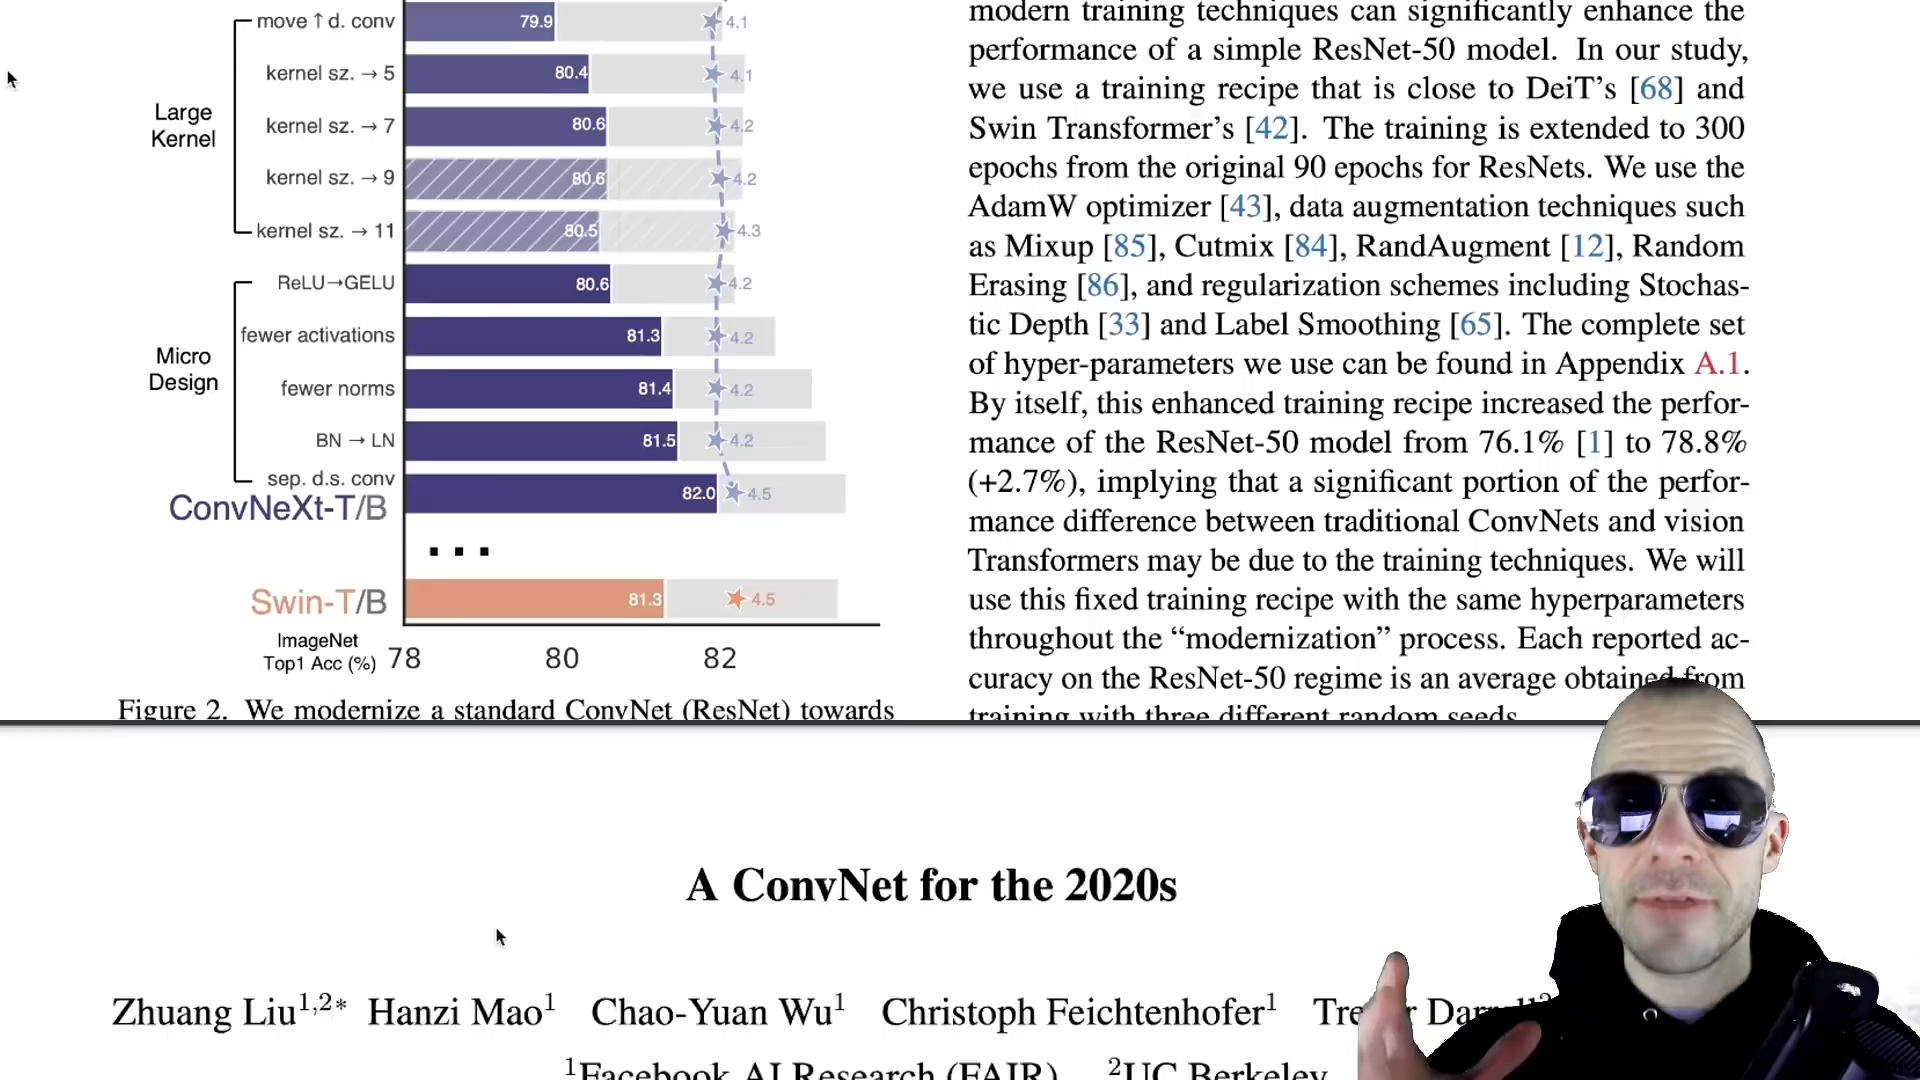 move ↑ d. conv 79.9 4.1
kernel sz. → 5 80.4 4.1
Large
Kernel
kernel sz. → 7 80.6 4.2
kernel sz. → 9 80.6 4.2
kernel sz. → 11 80.5 4.3
ReLU→GELU 80.6 4.2
fewer activations 81.3 4.2
Micro
Design
fewer norms 81.4 4.2
BN → LN 81.5 4.2
sep. d.s. conv 82.0 4.5
ConvNeXt-T/B
...
Swin-T/B 81.3 4.5
ImageNet
Top1 Acc (%) 78 80 82
Figure 2. We modernize a standard ConvNet (ResNet) towards
modern training techniques can significantly enhance the
performance of a simple ResNet-50 model. In our study,
we use a training recipe that is close to DeiT's [68] and
Swin Transformer's [42]. The training is extended to 300
epochs from the original 90 epochs for ResNets. We use the
AdamW optimizer [43], data augmentation techniques such
as Mixup [85], Cutmix [84], RandAugment [12], Random
Erasing [86], and regularization schemes including Stochas-
tic Depth [33] and Label Smoothing [65]. The complete set
of hyper-parameters we use can be found in Appendix A.1.
By itself, this enhanced training recipe increased the perfor-
mance of the ResNet-50 model from 76.1% [1] to 78.8%
(+2.7%), implying that a significant portion of the perfor-
mance difference between traditional ConvNets and vision
Transformers may be due to the training techniques. We will
use this fixed training recipe with the same hyperparameters
throughout the “modernization” process. Each reported ac-
curacy on the ResNet-50 regime is an average obtained from
training with three different random seeds.
A ConvNet for the 2020s
Zhuang Liu1,2* Hanzi Mao1 Chao-Yuan Wu1 Christoph Feichtenhofer1
1Facebook AI Research (FAIR) 2UC Berkeley